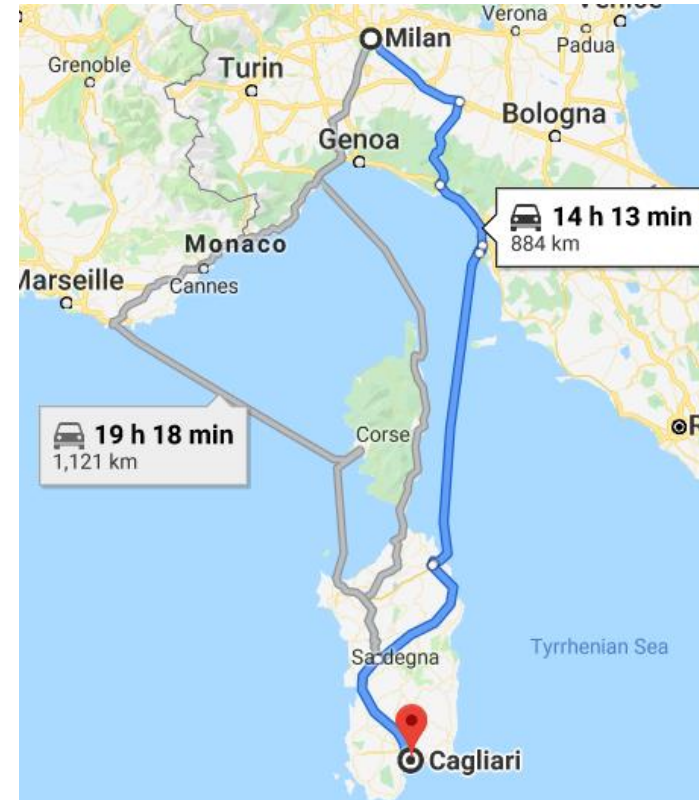 Verona
Milan
Padua
Grenoble
Turin
Bologna
Genoa
14 h 13 min
884 km
Monaco
Marseille
Cannes
19 h 18 min
1,121 km
Corse
R
Tyrrhenian Sea
Sardegna
Cagliari